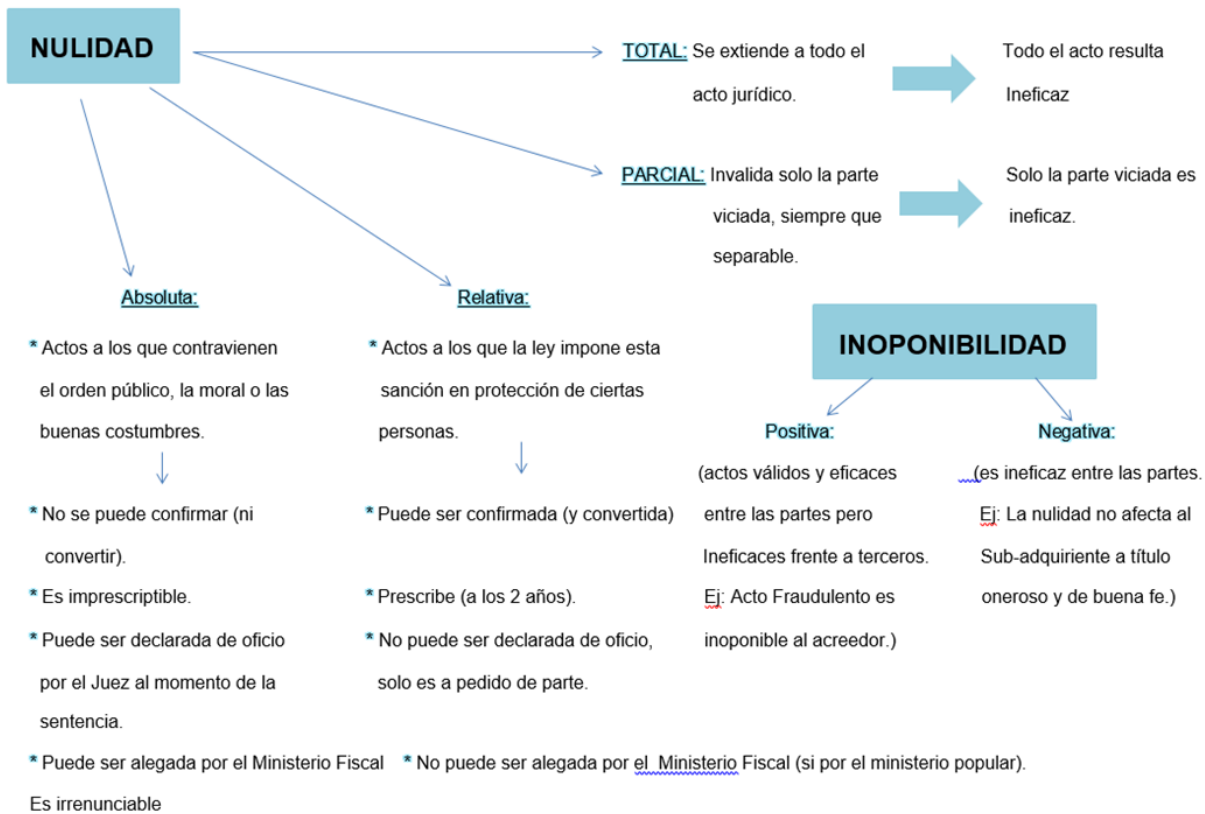 NULIDAD
TOTAL: Se extiende a todo el
acto jurídico.
Todo el acto resulta
Ineficaz
PARCIAL: Invalida solo la parte
viciada, siempre que
separable.
Solo la parte viciada es
ineficaz.
Absoluta:
* Actos a los que contravienen
el orden público, la moral o las
buenas costumbres.
* No se puede confirmar (ni
convertir).
* Es imprescriptible.
* Puede ser declarada de oficio
por el Juez al momento de la
sentencia.
* Puede ser alegada por el Ministerio Fiscal
Es irrenunciable
Relativa:
* Actos a los que la ley impone esta
sanción en protección de ciertas
personas.
* Puede ser confirmada (y convertida)
* Prescribe (a los 2 años).
* No puede ser declarada de oficio,
solo es a pedido de parte.
* No puede ser alegada por el Ministerio Fiscal (si por el ministerio popular).
INOPONIBILIDAD
Positiva:
(actos válidos y eficaces
entre las partes pero
Ineficaces frente a terceros.
Ej: Acto Fraudulento es
inoponible al acreedor.)
Negativa:
(es ineficaz entre las partes.
Ej: La nulidad no afecta al
Sub-adquiriente a título
oneroso y de buena fe.)